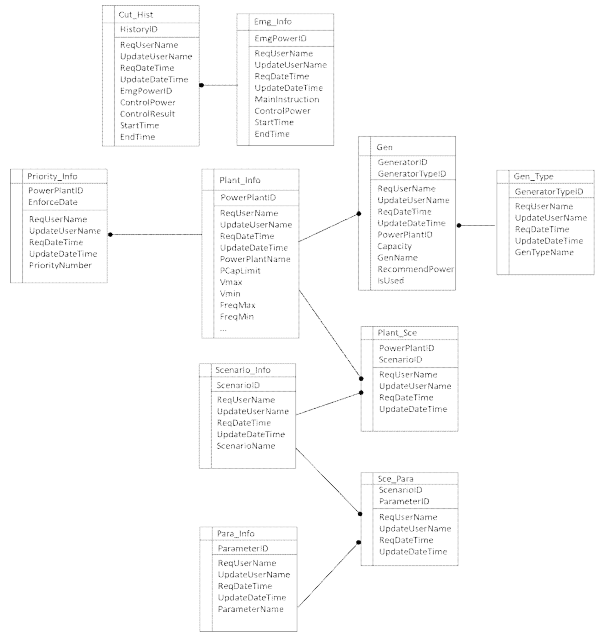 Cut_Hist
HistoryID
ReqUserName
UpdateUserName
ReqDateTime
UpdateDateTime
EmgPowerID
ControlPower
ControlResult
StartTime
EndTime
Emg_Info
EmgPowerID
ReqUserName
UpdateUserName
ReqDateTime
UpdateDateTime
MainInstruction
ControlPower
StartTime
EndTime
Priority_Info
PowerPlantID
EnforceDate
ReqUserName
UpdateUserName
ReqDateTime
UpdateDateTime
PriorityNumber
Plant_Info
PowerPlantID
ReqUserName
UpdateUserName
ReqDateTime
UpdateDateTime
PowerPlantName
PCapLimit
Vmax
Vmin
FreqMax
FreqMin
...
Gen
GeneratorID
GeneratorTypeID
ReqUserName
UpdateUserName
ReqDateTime
UpdateDateTime
PowerPlantID
Capacity
GenName
RecommendPower
IsUsed
Gen_Type
GeneratorTypeID
ReqUserName
UpdateUserName
ReqDateTime
UpdateDateTime
GenTypeName
Plant_Sce
PowerPlantID
ScenarioID
ReqUserName
UpdateUserName
ReqDateTime
UpdateDateTime
Scenario_Info
ScenarioID
ReqUserName
UpdateUserName
ReqDateTime
UpdateDateTime
ScenarioName
Sce_Para
ScenarioID
ParameterID
ReqUserName
UpdateUserName
ReqDateTime
UpdateDateTime
Para_Info
ParameterID
ReqUserName
UpdateUserName
ReqDateTime
UpdateDateTime
ParameterName